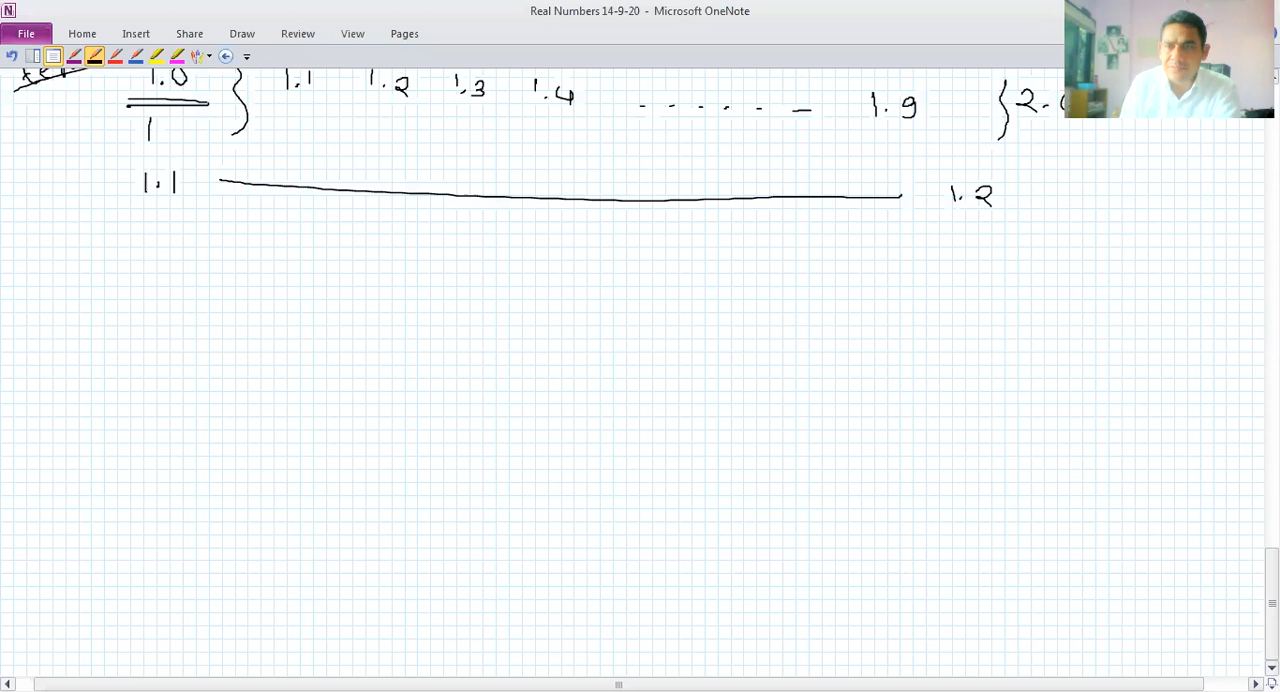 Real Numbers 14-9-20 - Microsoft OneNote
File Home Insert Share Draw Review View Pages
1.0 } 1.1 1.2 1.3 1.4 ...... _ 1.9 } 2.
1
1.1 1.2